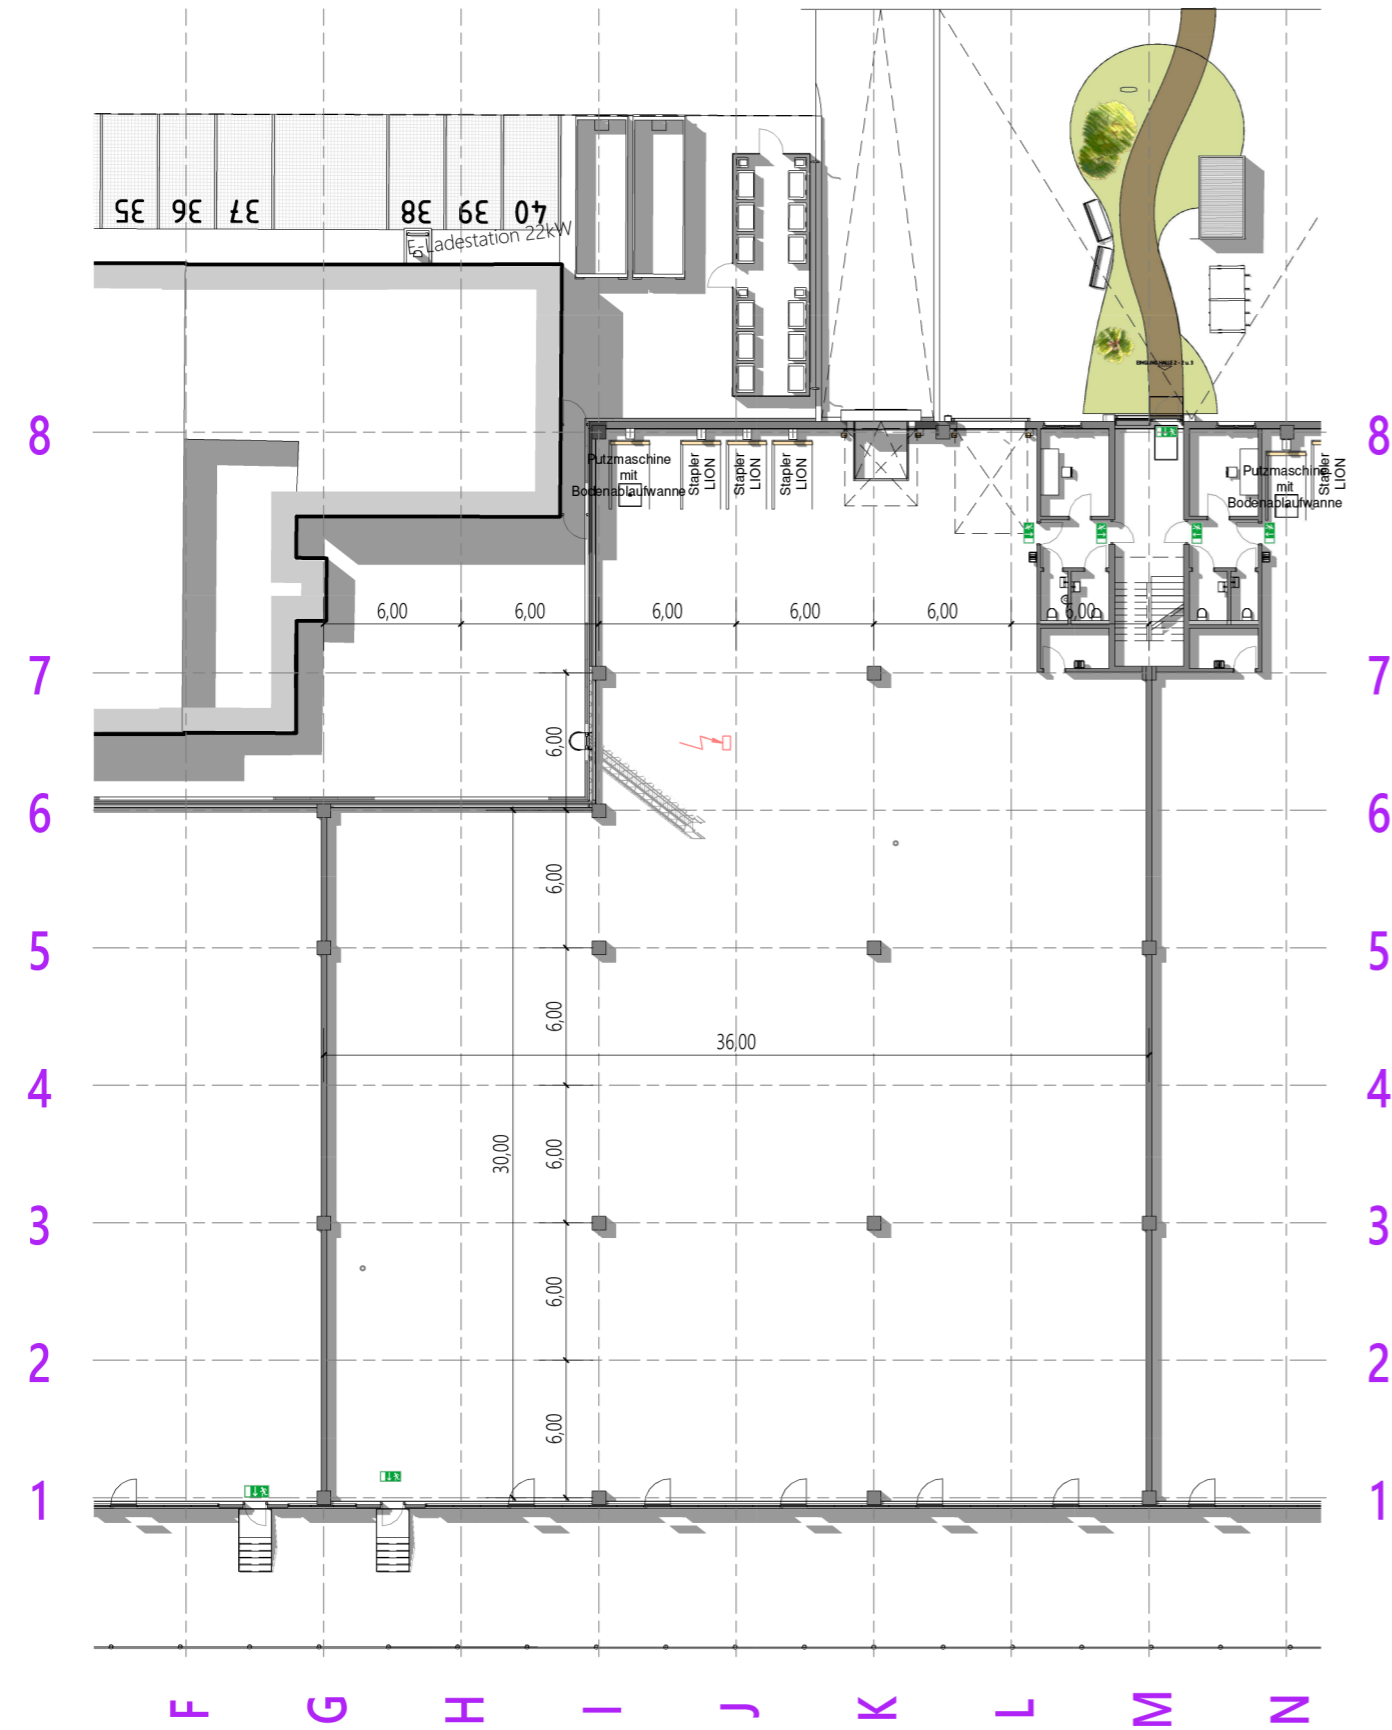 35 36 37 38 39 40
E-Ladestation 22kW
8
8
Putzmaschine
mit
Bodenablaufwanne
Stapler
LION
Stapler
LION
Stapler
LION
Putzmaschine
mit
Bodenablaufwanne
Stapler
LION
6,00 6,00 6,00 6,00 6,00 6,00
7
7
6,00
6
6
6,00
5
5
6,00
36,00
4
4
30,00
6,00
3
3
6,00
2
2
6,00
1
1
F G H I J K L M N